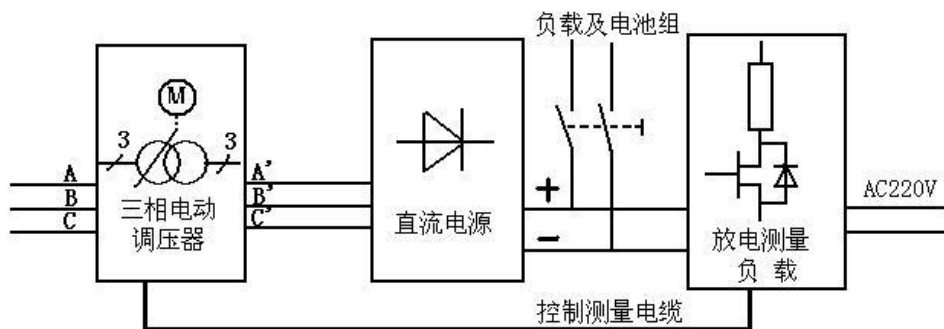 负载及电池组
M
3
3
A
B
C
A'
B'
C'
三相电动
调压器
直流电源
+
−
AC220V
放电测量
负 载
控制测量电缆